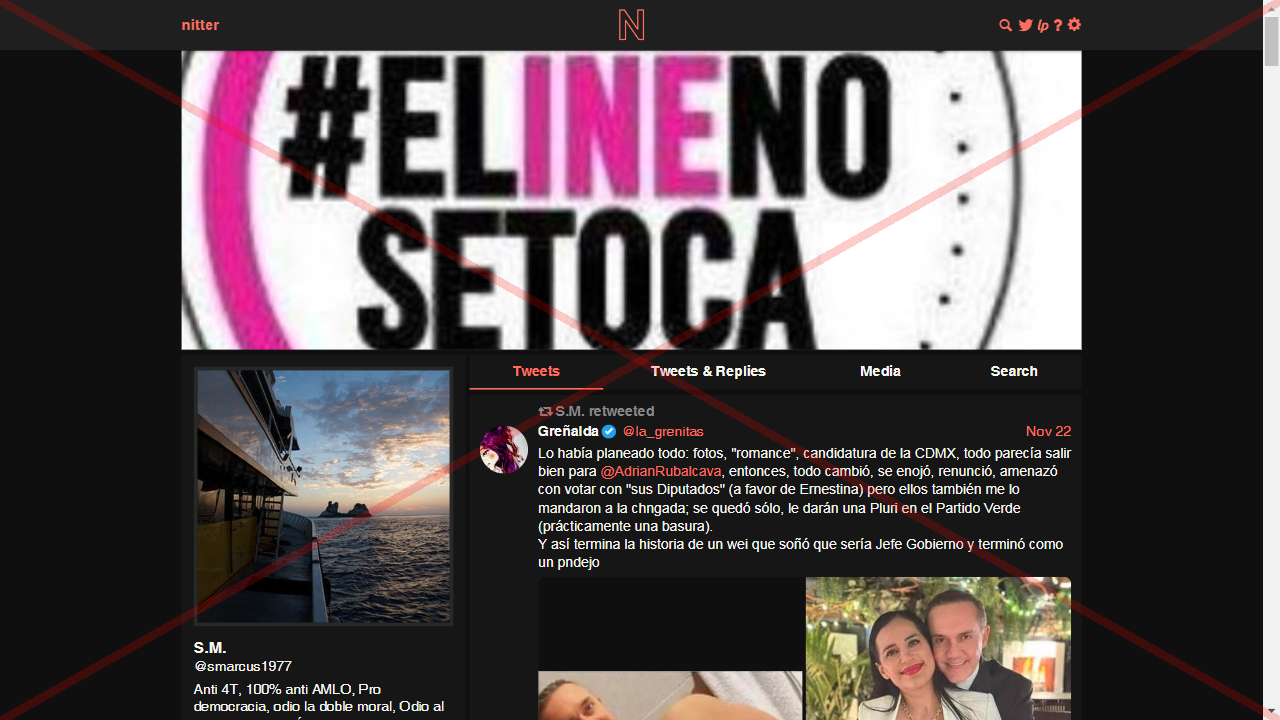 nitter
N
lp ?
#ELINENO
SETOCA
Tweets
Tweets & Replies
Media
Search
S.M. retweeted
Greñalda @la_grenitas Nov 22
Lo había planeado todo: fotos, "romance", candidatura de la CDMX, todo parecía salir
bien para @AdrianRubalcava, entonces, todo cambió, se enojó, renunció, amenazó
con votar con "sus Diputados" (a favor de Ernestina) pero ellos también me lo
mandaron a la chngada; se quedó sólo, le darán una Pluri en el Partido Verde
(prácticamente una basura).
Y así termina la historia de un wei que soñó que sería Jefe Gobierno y terminó como
un pndejo
S.M.
@smarcus1977
Anti 4T, 100% anti AMLO, Pro
democracia, odio la doble moral, Odio al